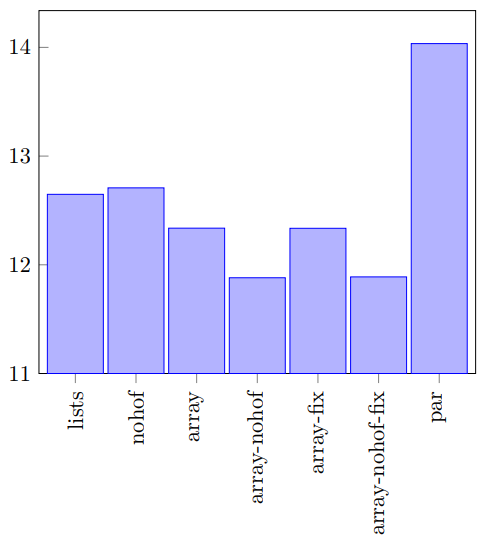 14
13
12
11
lists
nohof
array
array-nohof
array-fix
array-nohof-fix
par